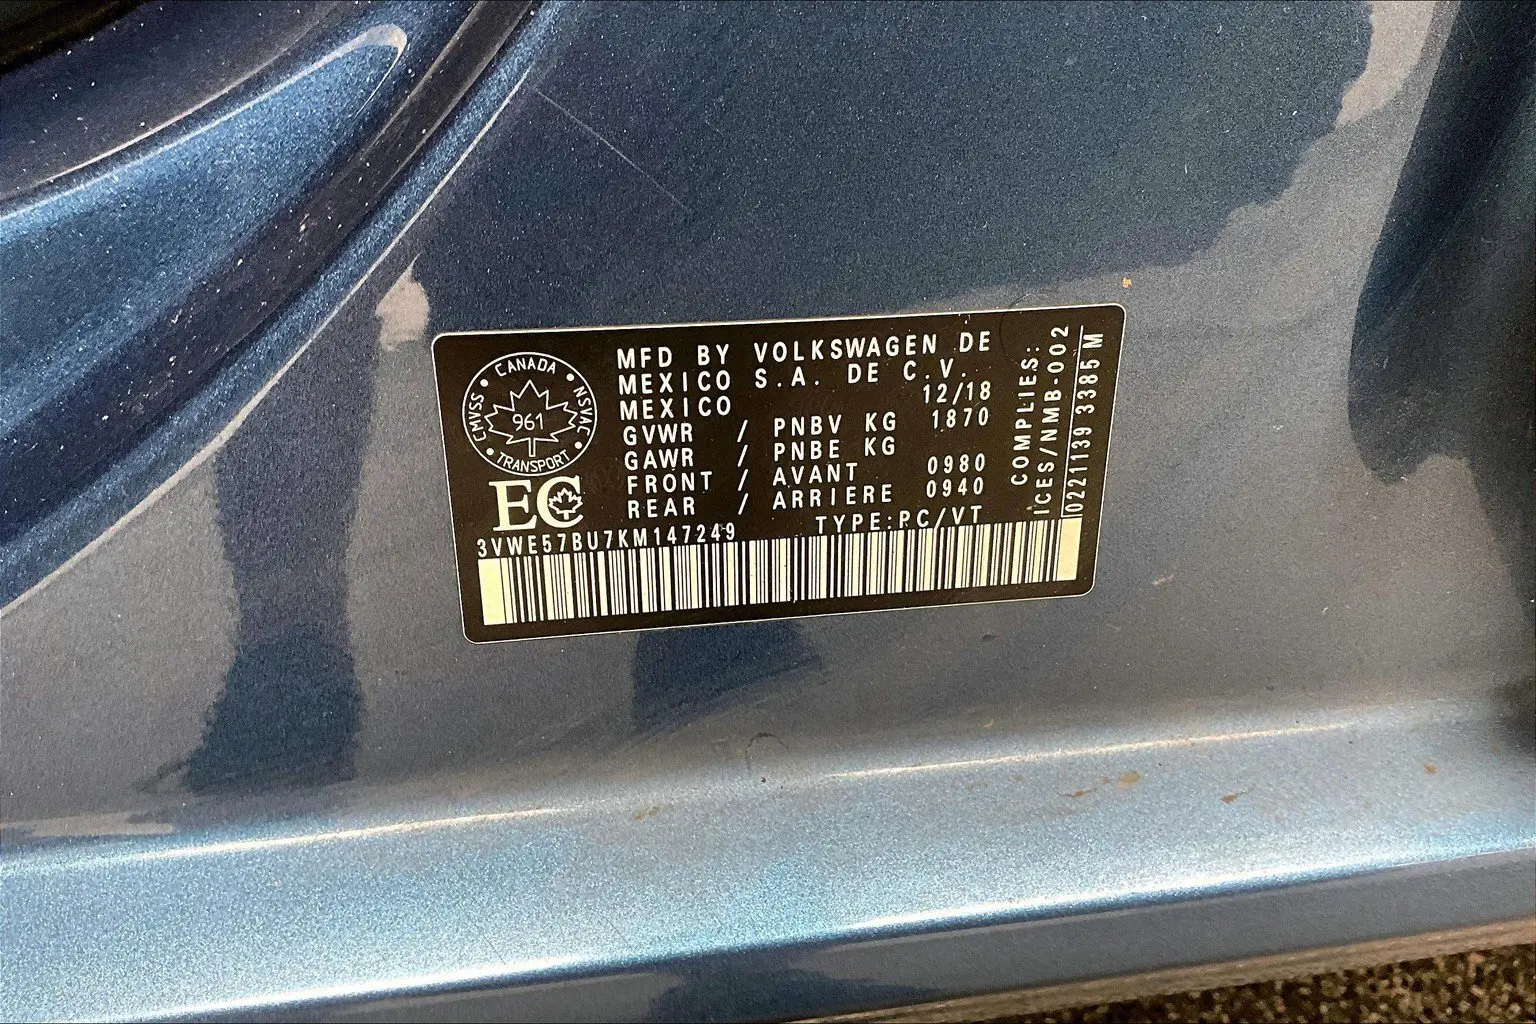 CANADA
CMVSS
NSVAC
961
TRANSPORT
EC
MFD BY VOLKSWAGEN DE
MEXICO S.A. DE C.V.
MEXICO 12/18
GVWR / PNBV KG 1870
GAWR / PNBE KG
FRONT / AVANT 0980
REAR / ARRIERE 0940
TYPE:PC/VT
3VWE57BU7KM147249
COMPLIES:
ICES/NMB-002
0221139 3385 M